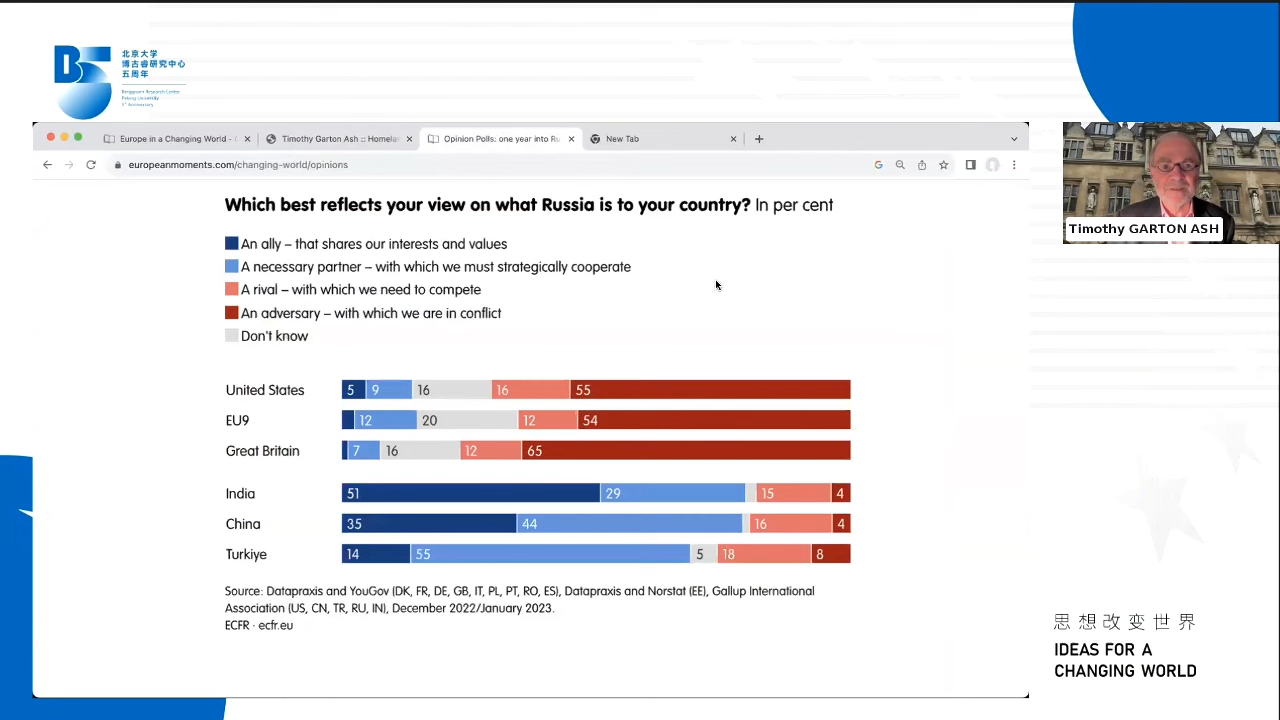 北京大学
博古睿研究中心
五周年
Berggruen Research Center
Peking University
5th Anniversary
Europe in a Changing World -
Timothy Garton Ash :: Homela
Opinion Polls: one year into Ru
New Tab
europeanmoments.com/changing-world/opinions
Which best reflects your view on what Russia is to your country? In per cent
An ally – that shares our interests and values
A necessary partner – with which we must strategically cooperate
A rival – with which we need to compete
An adversary – with which we are in conflict
Don't know
United States 5 9 16 16 55
EU9 12 20 12 54
Great Britain 7 16 12 65
India 51 29 15 4
China 35 44 16 4
Turkiye 14 55 5 18 8
Source: Datapraxis and YouGov (DK, FR, DE, GB, IT, PL, PT, RO, ES), Datapraxis and Norstat (EE), Gallup International
Association (US, CN, TR, RU, IN), December 2022/January 2023.
ECFR · ecfr.eu
Timothy GARTON ASH
思想改变世界
IDEAS FOR A
CHANGING WORLD